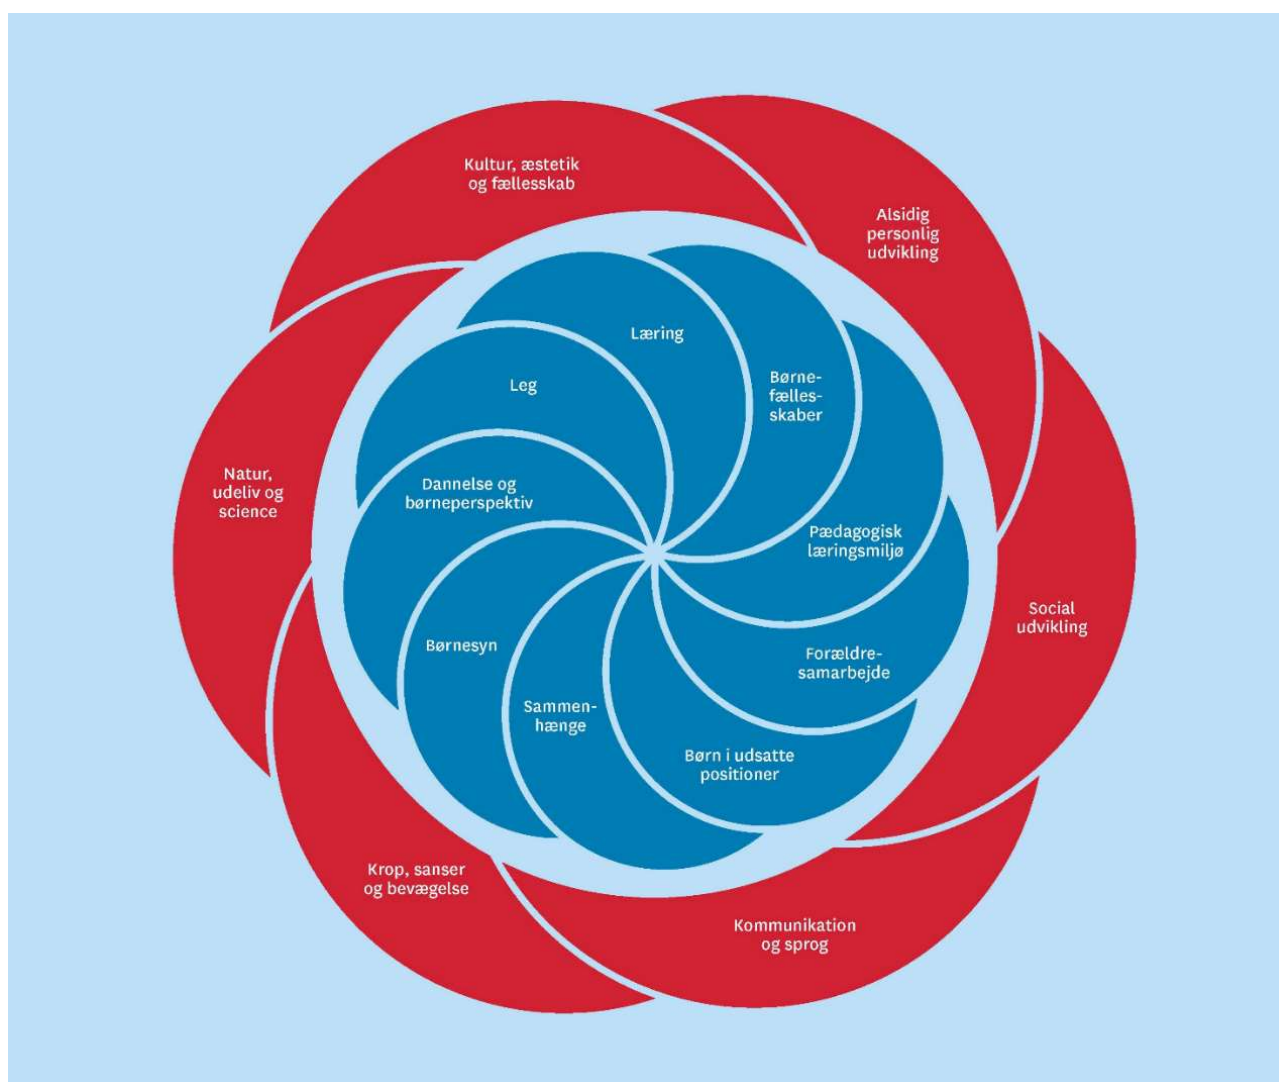 Kultur, æstetik
og fællesskab
Alsidig
personlig
udvikling
Social
udvikling
Kommunikation
og sprog
Krop, sanser
og bevægelse
Natur,
udeliv og
science
Læring
Børne-
fælles-
skaber
Pædagogisk
læringsmiljø
Forældre-
samarbejde
Børn i udsatte
positioner
Sammen-
hænge
Børnesyn
Dannelse og
børneperspektiv
Leg